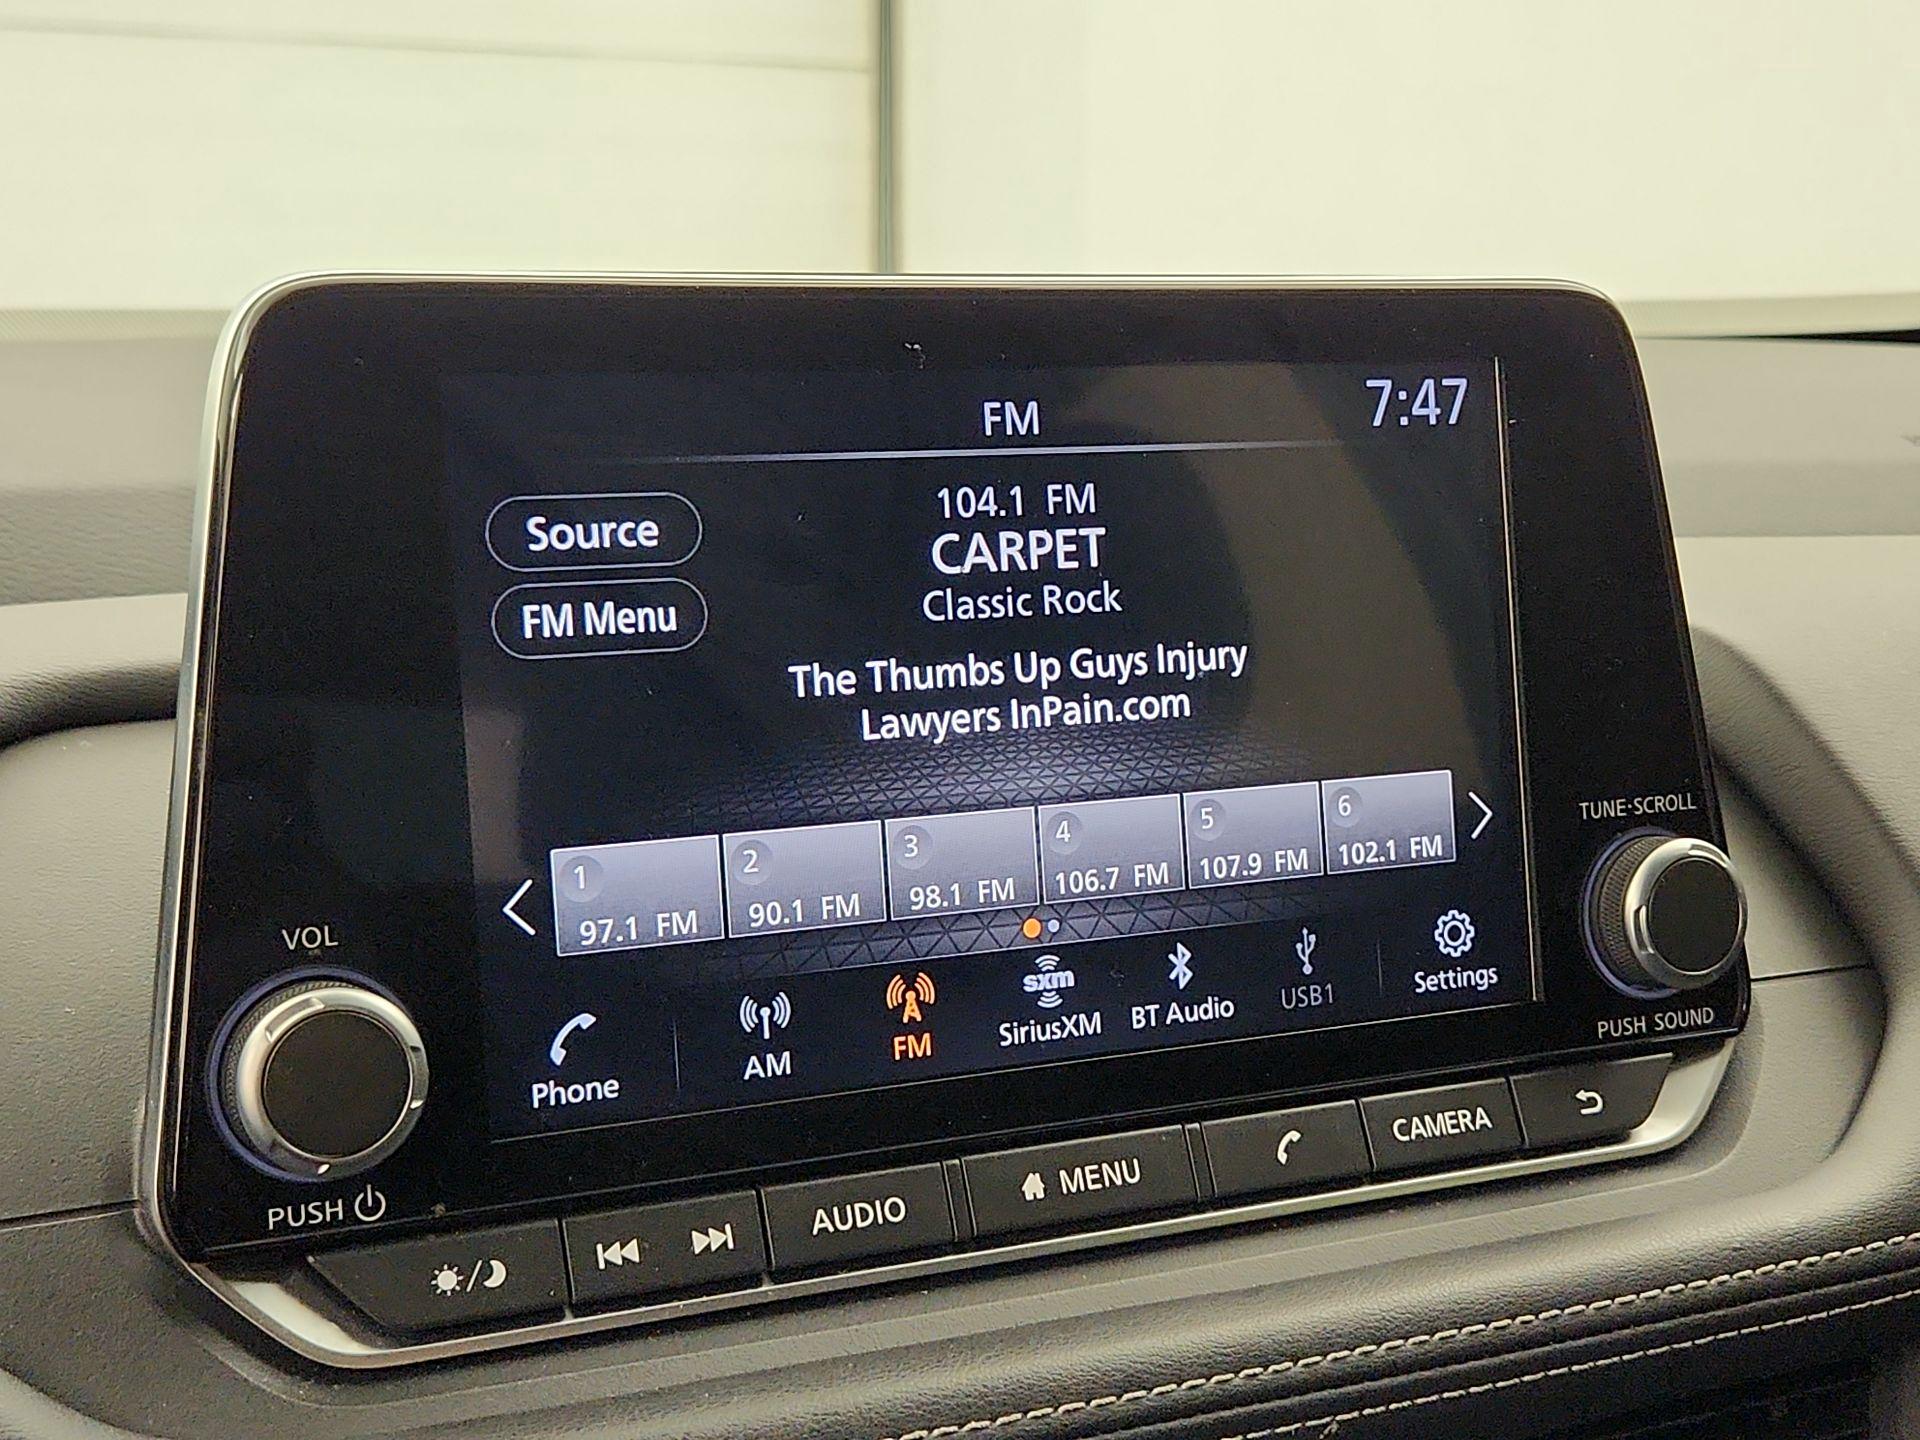 FM
7:47
Source
FM Menu
104.1 FM
CARPET
Classic Rock
The Thumbs Up Guys Injury
Lawyers InPain.com
1
97.1 FM
2
90.1 FM
3
98.1 FM
4
106.7 FM
5
107.9 FM
6
102.1 FM
Phone
AM
FM
sxm
SiriusXM
BT Audio
USB1
Settings
VOL
PUSH
TUNE·SCROLL
PUSH SOUND
AUDIO
MENU
CAMERA